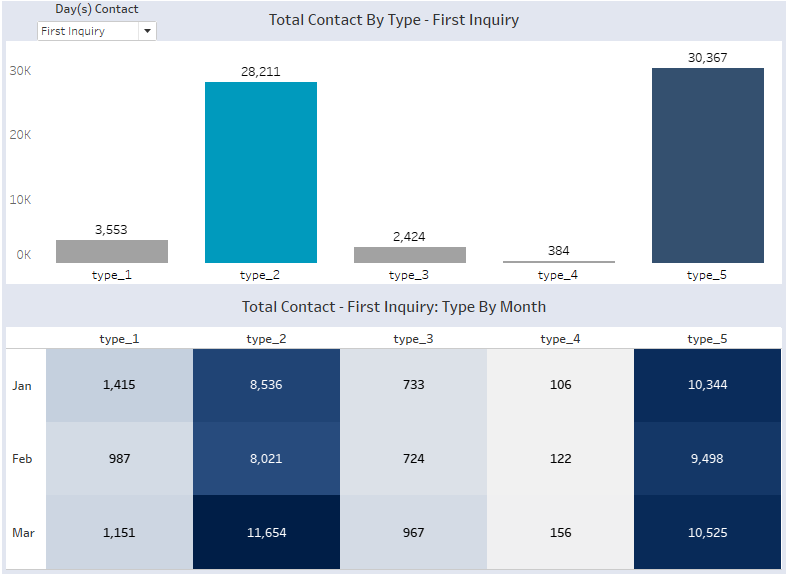 Day(s) Contact
Total Contact By Type - First Inquiry
First Inquiry
30K
20K
10K
0K
3,553
28,211
2,424
384
30,367
type_1 type_2 type_3 type_4 type_5
Total Contact - First Inquiry: Type By Month
type_1 type_2 type_3 type_4 type_5
Jan 1,415 8,536 733 106 10,344
Feb 987 8,021 724 122 9,498
Mar 1,151 11,654 967 156 10,525